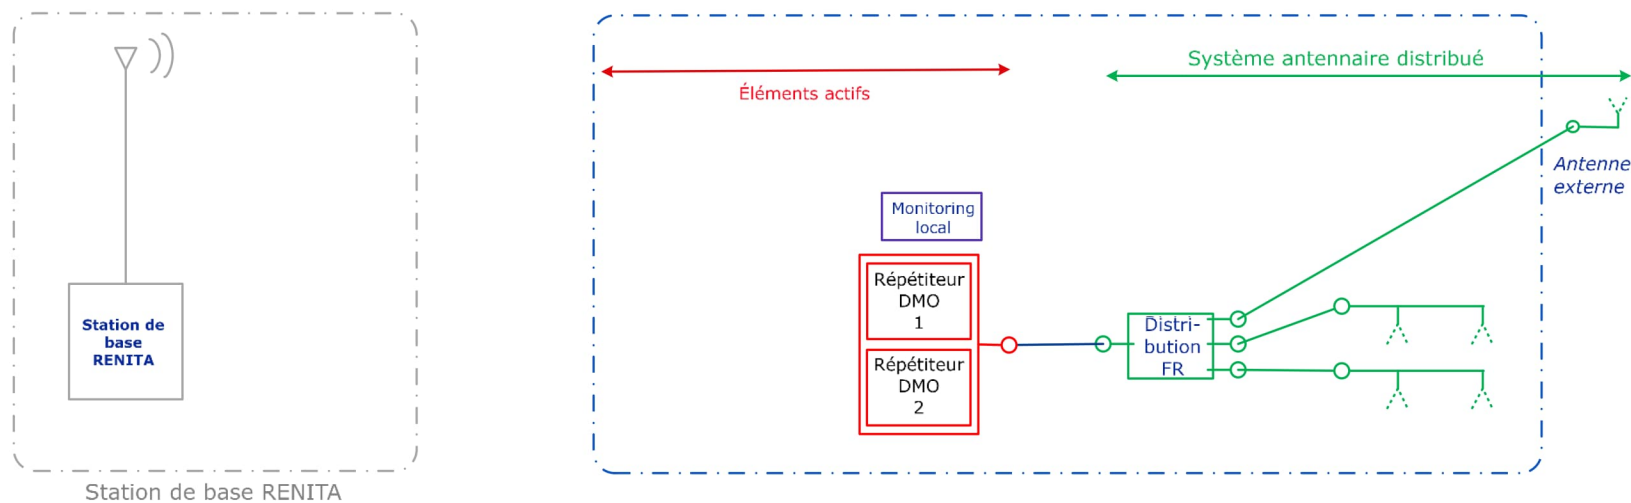 Système antennaire distribué
Éléments actifs
Antenne
externe
Monitoring
local
Répétiteur
DMO
1
Répétiteur
DMO
2
Distri-
bution
FR
Station de
base
RENITA
Station de base RENITA